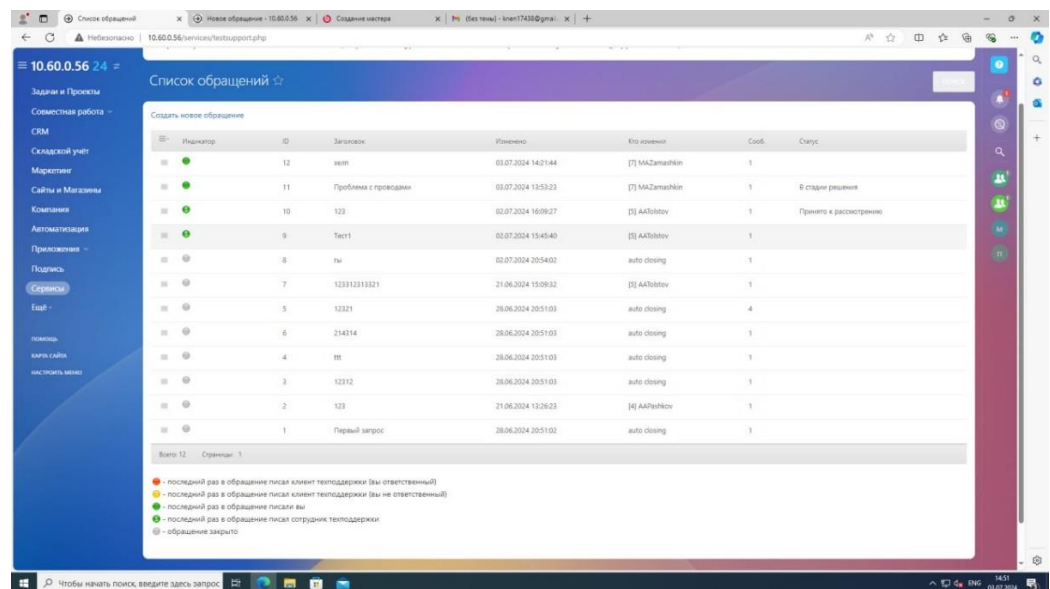 Список обращений
Новое обращение - 10.60.0.56
Создание мастера
(без темы) - knen17438@gmai
Небезопасно 10.60.0.56/services/testsupport.php
10.60.0.56 24
Задачи и Проекты
Совместная работа
CRM
Складской учёт
Маркетинг
Сайты и Магазины
Компания
Автоматизация
Приложения
Подпись
Сервисы
Ещё
ПОМОЩЬ
КАРТА САЙТА
НАСТРОИТЬ МЕНЮ
Список обращений
Создать новое обращение
Индикатор ID Заголовок Изменено Кто изменил Сооб. Статус
12 хелп 03.07.2024 14:21:44 [7] MAZamashkin 1
11 Проблема с проводами 03.07.2024 13:53:23 [7] MAZamashkin 1 В стадии решения
10 123 02.07.2024 16:09:27 [5] AATolstov 1 Принято к рассмотрению
9 Тест1 02.07.2024 15:45:40 [5] AATolstov 1
8 02.07.2024 20:54:02 auto closing 1
7 123312313321 21.06.2024 15:09:32 [5] AATolstov 1
5 12321 28.06.2024 20:51:03 auto closing 4
6 214314 28.06.2024 20:51:03 auto closing 1
4 28.06.2024 20:51:03 auto closing 1
3 12312 28.06.2024 20:51:03 auto closing 1
2 123 21.06.2024 13:26:23 [4] AAPashkov 1
1 Первый запрос 28.06.2024 20:51:02 auto closing 1
Всего: 12 Страницы: 1
- последний раз в обращение писал клиент техподдержки (вы ответственный)
- последний раз в обращение писал клиент техподдержки (вы не ответственный)
- последний раз в обращение писали вы
- последний раз в обращение писал сотрудник техподдержки
- обращение закрыто
М
П
Чтобы начать поиск, введите здесь запрос
ENG
14:51
03.07.2024